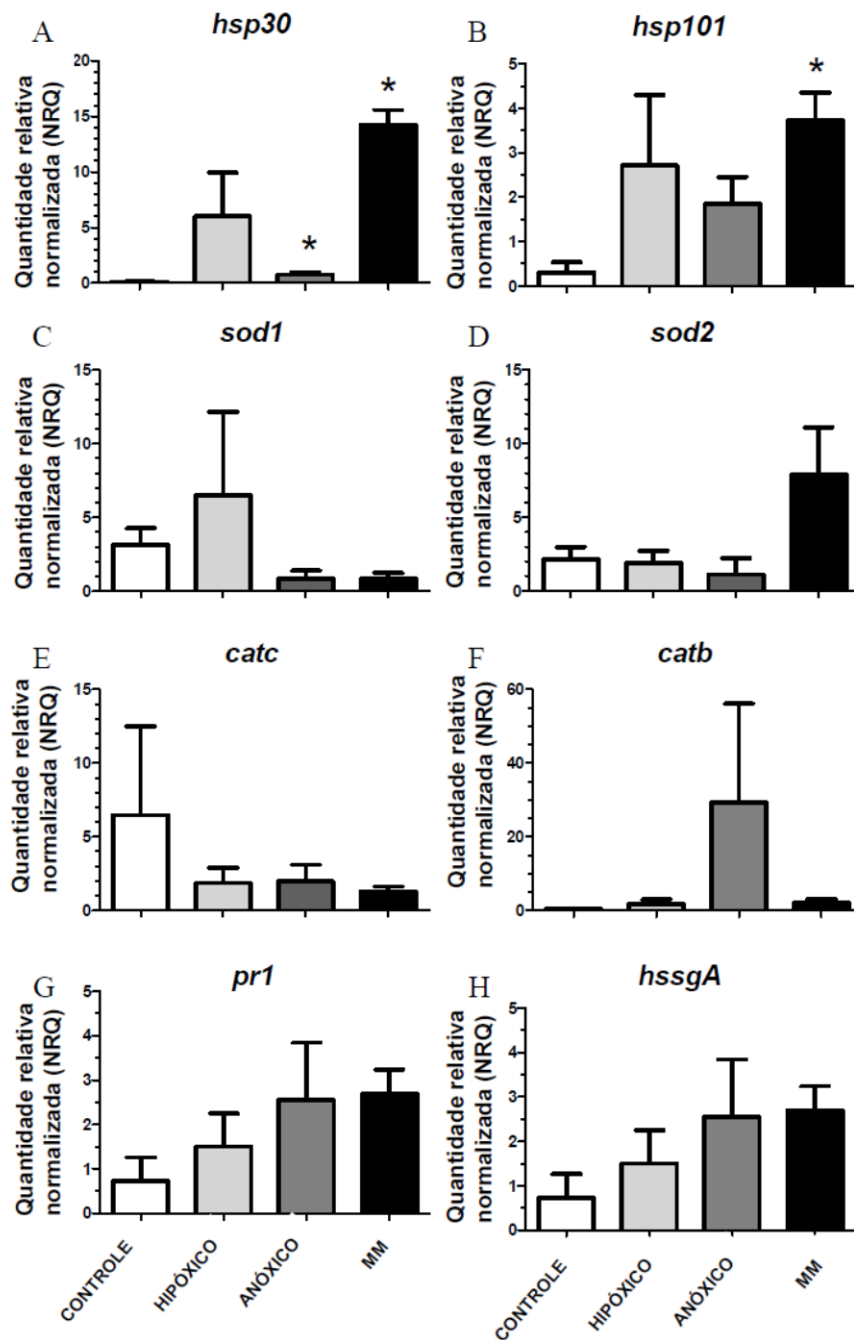 A hsp30
Quantidade relativa
normalizada (NRQ)
20
15
10
5
0
*
*
B hsp101
Quantidade relativa
normalizada (NRQ)
5
4
3
2
1
0
*
C sod1
Quantidade relativa
normalizada (NRQ)
15
10
5
0
D sod2
Quantidade relativa
normalizada (NRQ)
15
10
5
0
E catc
Quantidade relativa
normalizada (NRQ)
15
10
5
0
F catb
Quantidade relativa
normalizada (NRQ)
60
40
20
0
G pr1
Quantidade relativa
normalizada (NRQ)
5
4
3
2
1
0
CONTROLE
HIPÓXICO
ANÓXICO
MM
H hssgA
Quantidade relativa
normalizada (NRQ)
5
4
3
2
1
0
CONTROLE
HIPÓXICO
ANÓXICO
MM